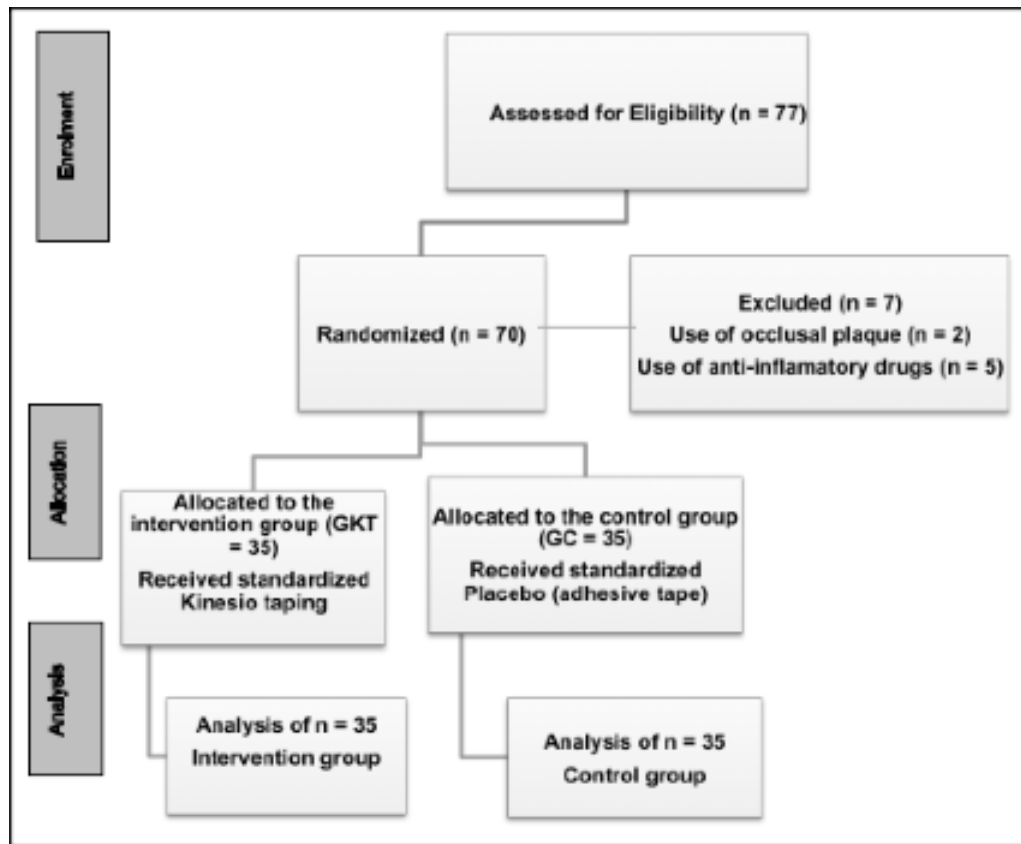 Enrolment
Assessed for Eligibility (n = 77)
Randomized (n = 70)
Excluded (n = 7)
Use of occlusal plaque (n = 2)
Use of anti-inflamatory drugs (n = 5)
Allocation
Allocated to the
intervention group (GKT
= 35)
Received standardized
Kinesio taping
Allocated to the control group
(GC = 35)
Received standardized
Placebo (adhesive tape)
Analysis
Analysis of n = 35
Intervention group
Analysis of n = 35
Control group